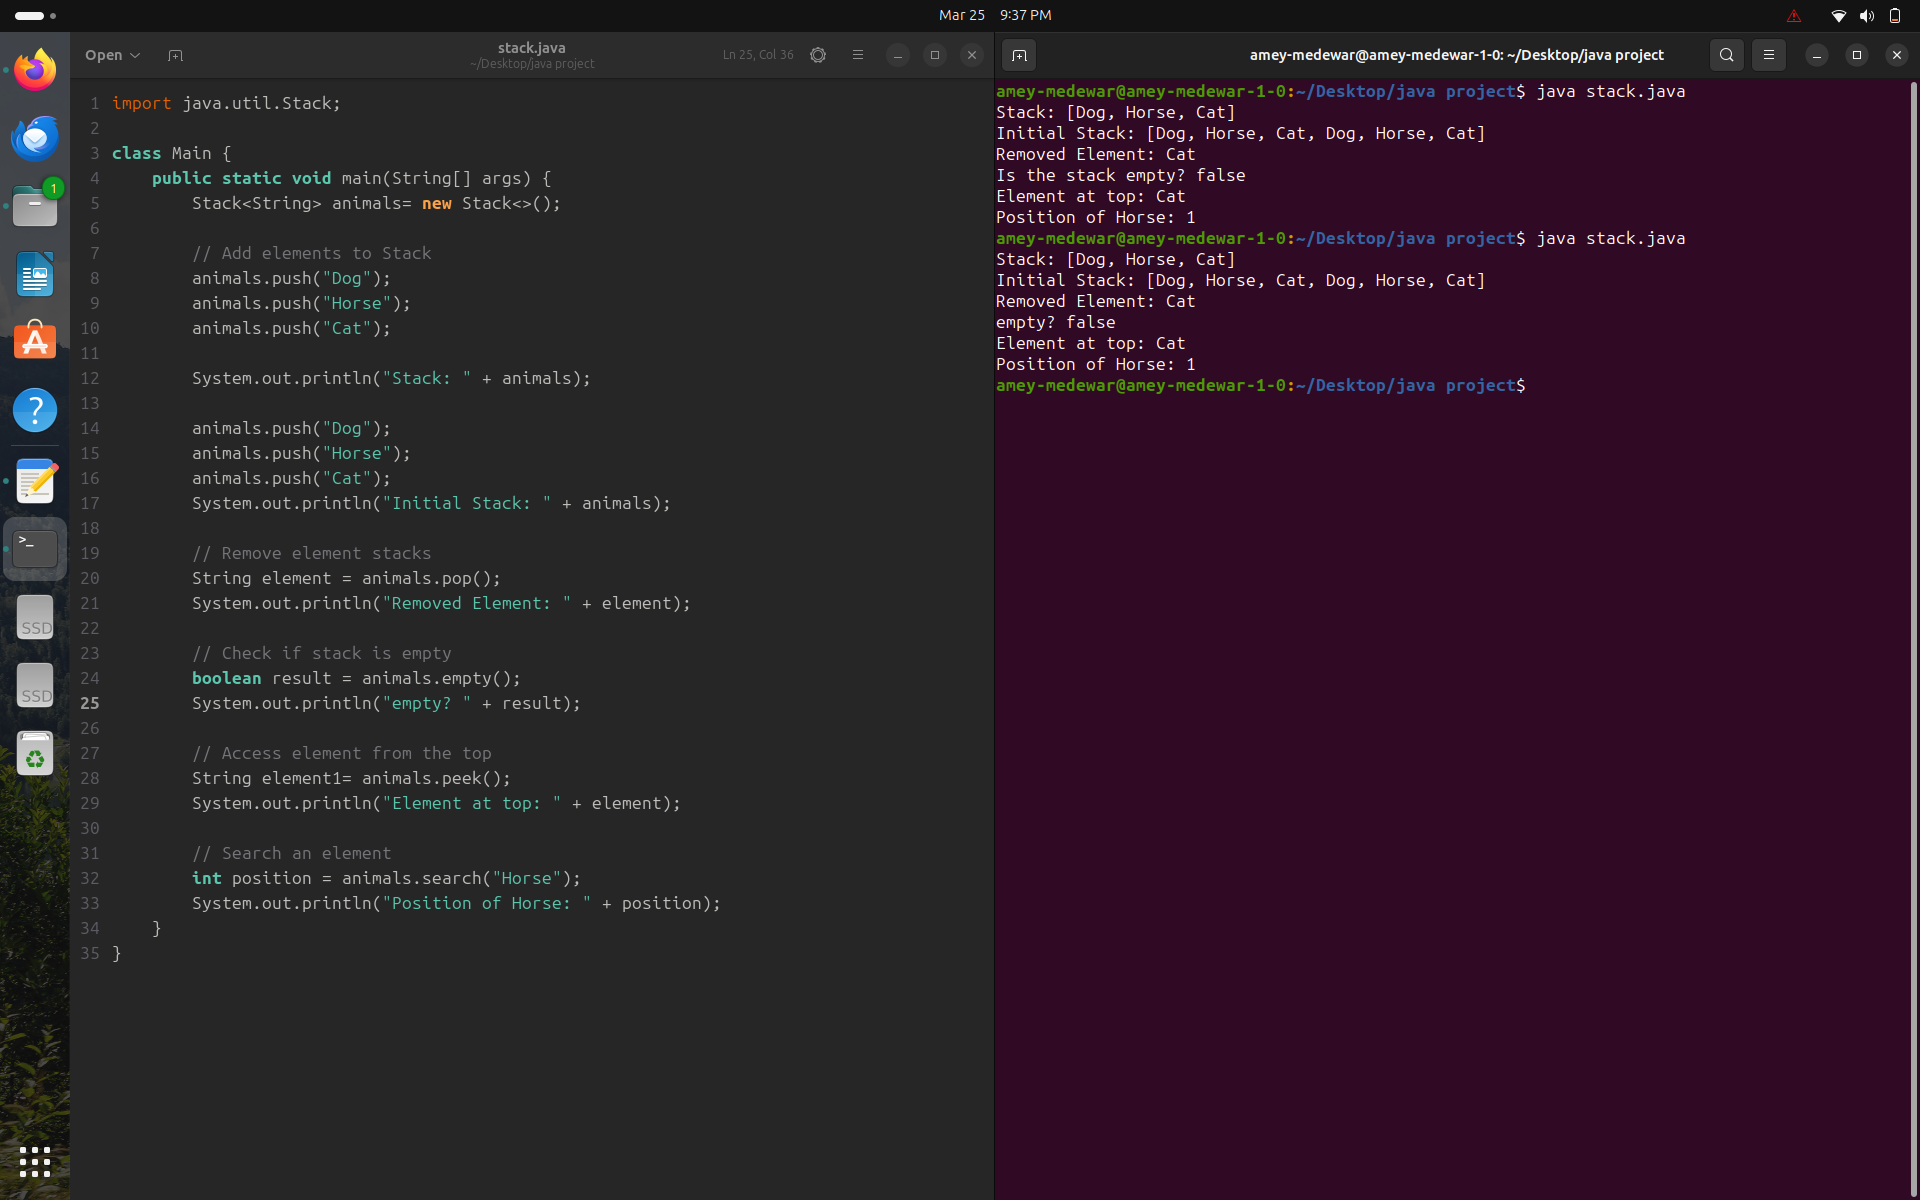 Mar 25 9:37 PM
Open
stack.java
~/Desktop/java project
Ln 25, Col 36
1 import java.util.Stack;
2
3 class Main {
4 public static void main(String[] args) {
5 Stack<String> animals= new Stack<>();
6
7 // Add elements to Stack
8 animals.push("Dog");
9 animals.push("Horse");
10 animals.push("Cat");
11
12 System.out.println("Stack: " + animals);
13
14 animals.push("Dog");
15 animals.push("Horse");
16 animals.push("Cat");
17 System.out.println("Initial Stack: " + animals);
18
19 // Remove element stacks
20 String element = animals.pop();
21 System.out.println("Removed Element: " + element);
22
23 // Check if stack is empty
24 boolean result = animals.empty();
25 System.out.println("empty? " + result);
26
27 // Access element from the top
28 String element1= animals.peek();
29 System.out.println("Element at top: " + element);
30
31 // Search an element
32 int position = animals.search("Horse");
33 System.out.println("Position of Horse: " + position);
34 }
35 }
amey-medewar@amey-medewar-1-0: ~/Desktop/java project
amey-medewar@amey-medewar-1-0:~/Desktop/java project$ java stack.java
Stack: [Dog, Horse, Cat]
Initial Stack: [Dog, Horse, Cat, Dog, Horse, Cat]
Removed Element: Cat
Is the stack empty? false
Element at top: Cat
Position of Horse: 1
amey-medewar@amey-medewar-1-0:~/Desktop/java project$ java stack.java
Stack: [Dog, Horse, Cat]
Initial Stack: [Dog, Horse, Cat, Dog, Horse, Cat]
Removed Element: Cat
empty? false
Element at top: Cat
Position of Horse: 1
amey-medewar@amey-medewar-1-0:~/Desktop/java project$
1
SSD
SSD